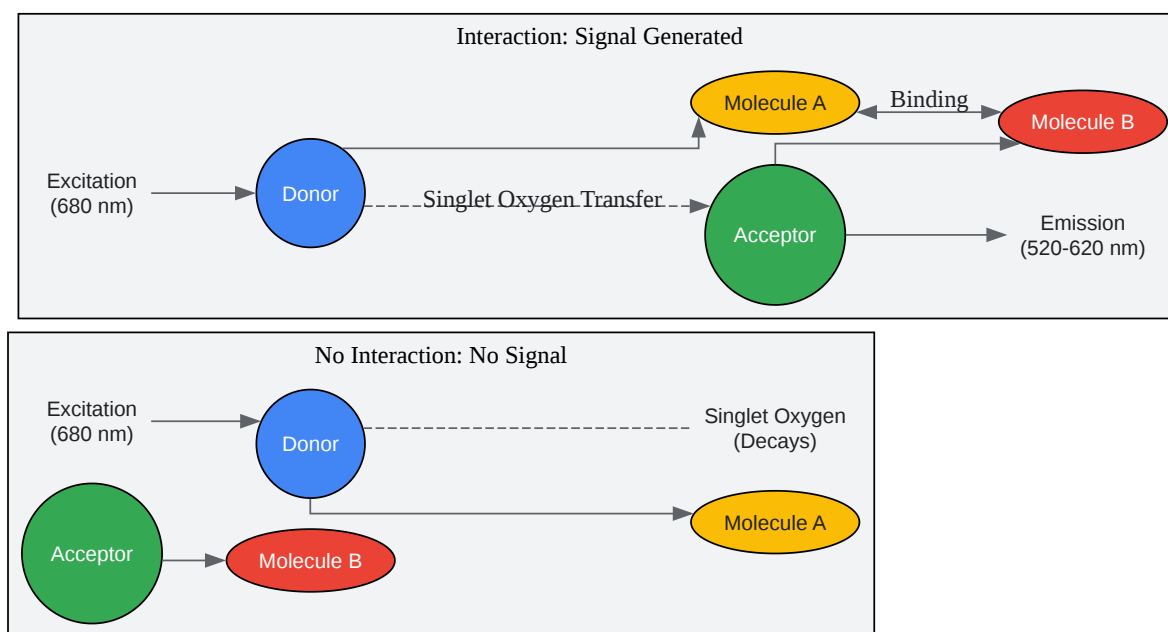 Interaction: Signal Generated
Molecule A
Binding
Molecule B
Excitation
(680 nm)
Donor
Singlet Oxygen Transfer
Acceptor
Emission
(520-620 nm)
No Interaction: No Signal
Excitation
(680 nm)
Donor
Singlet Oxygen
(Decays)
Molecule A
Acceptor
Molecule B